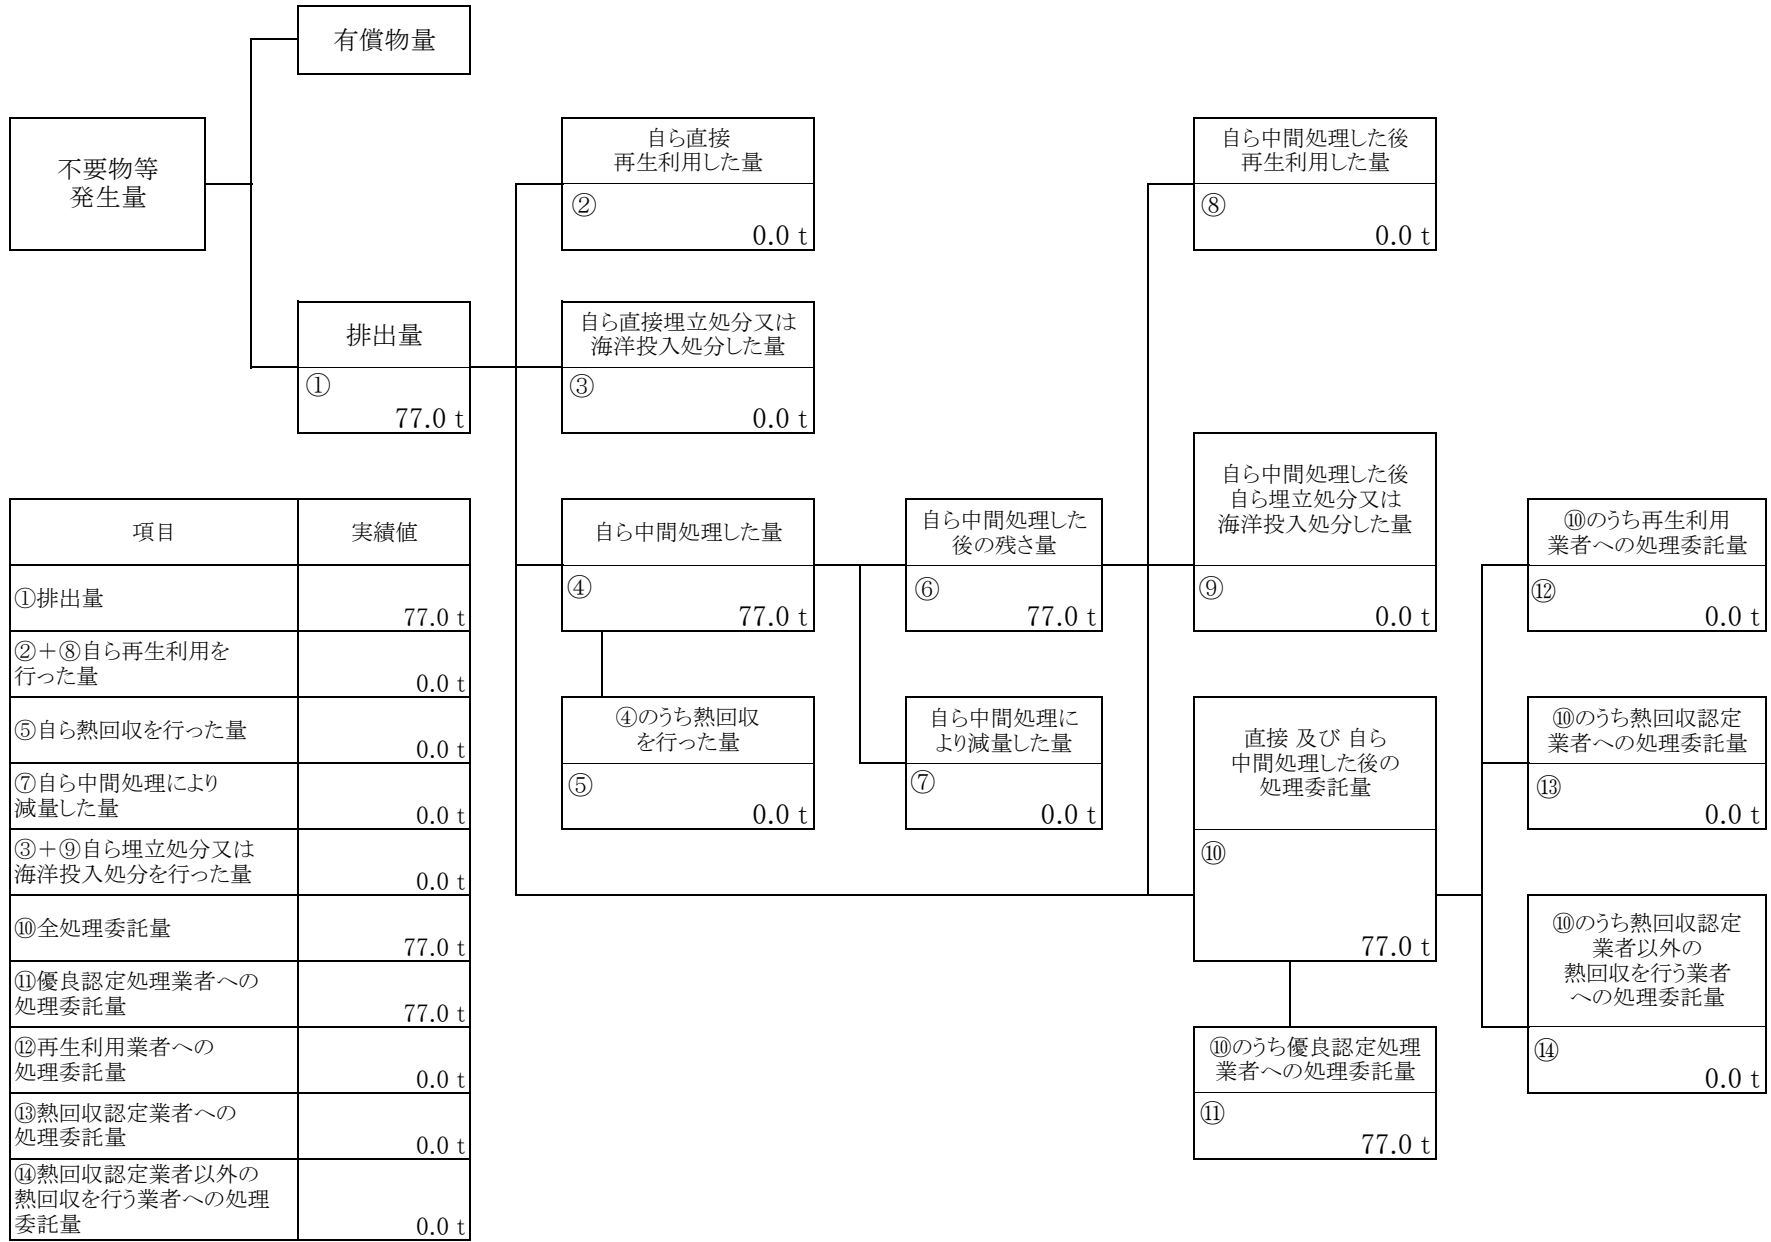 有償物量
不要物等
発生量
自ら直接
再生利用した量
②
0.0 t
自ら中間処理した後
再生利用した量
⑧
0.0 t
排出量
①
77.0 t
自ら直接埋立処分又は
海洋投入処分した量
③
0.0 t
項目
実績値
①排出量
77.0 t
②＋⑧自ら再生利用を
行った量
0.0 t
⑤自ら熱回収を行った量
0.0 t
⑦自ら中間処理により
減量した量
0.0 t
③＋⑨自ら埋立処分又は
海洋投入処分を行った量
0.0 t
⑩全処理委託量
77.0 t
⑪優良認定処理業者への
処理委託量
77.0 t
⑫再生利用業者への
処理委託量
0.0 t
⑬熱回収認定業者への
処理委託量
0.0 t
⑭熱回収認定業者以外の
熱回収を行う業者への処理
委託量
0.0 t
自ら中間処理した量
④
77.0 t
④のうち熱回収
を行った量
⑤
0.0 t
自ら中間処理した
後の残さ量
⑥
77.0 t
自ら中間処理に
より減量した量
⑦
0.0 t
自ら中間処理した後
自ら埋立処分又は
海洋投入処分した量
⑨
0.0 t
直接 及び 自ら
中間処理した後の
処理委託量
⑩
77.0 t
⑩のうち優良認定処理
業者への処理委託量
⑪
77.0 t
⑩のうち再生利用
業者への処理委託量
⑫
0.0 t
⑩のうち熱回収認定
業者への処理委託量
⑬
0.0 t
⑩のうち熱回収認定
業者以外の
熱回収を行う業者
への処理委託量
⑭
0.0 t